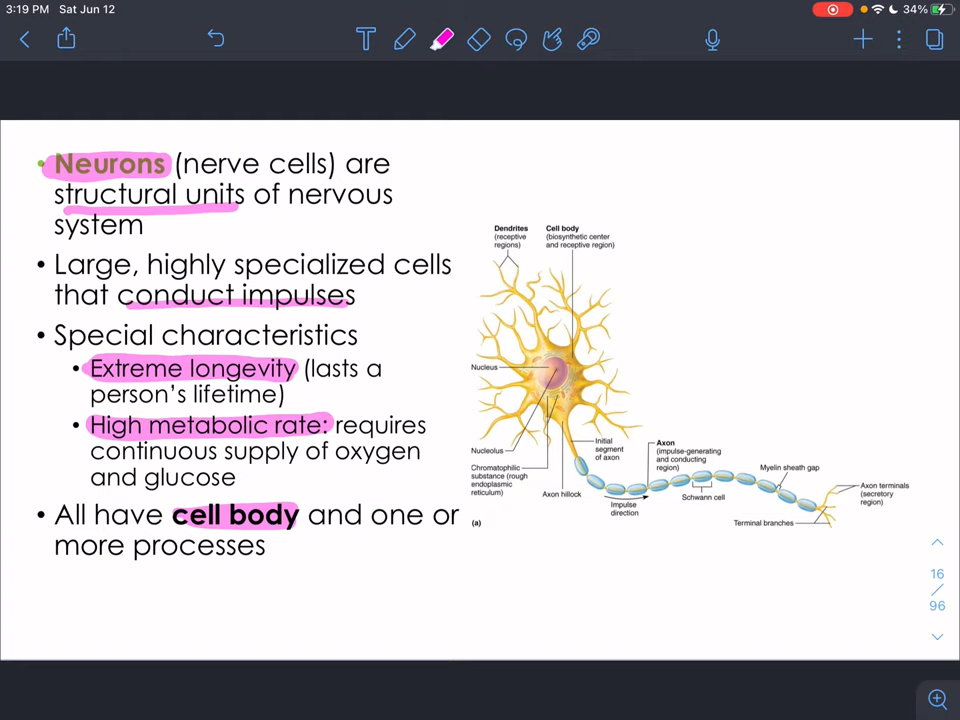 3:19 PM Sat Jun 12
34%
• Neurons (nerve cells) are
structural units of nervous
system
• Large, highly specialized cells
that conduct impulses
• Special characteristics
• Extreme longevity (lasts a
person's lifetime)
• High metabolic rate: requires
continuous supply of oxygen
and glucose
• All have cell body and one or
more processes
Dendrites
(receptive
regions)
Cell body
(biosynthetic center
and receptive region)
Nucleus
Nucleolus
Chromatophilic
substance (rough
endoplasmic
reticulum)
Axon hillock
Initial
segment
of axon
Impulse
direction
Axon
(impulse-generating
and conducting
region)
Schwann cell
Myelin sheath gap
Terminal branches
Axon terminals
(secretory
region)
(a)
16
/
96